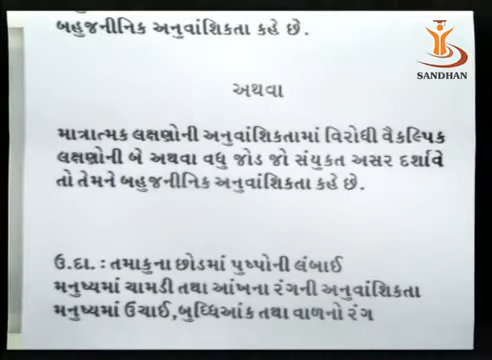 બહુજનીનિક અનુવાંશિકતા કહે છે.
SANDHAN
અથવા
માત્રાત્મક લક્ષણોની અનુવાંશિકતામાં વિરોધી વૈકલ્પિક
લક્ષણોની બે અથવા વધુ જોડ જો સંયુકત અસર દર્શાવે
તો તેમને બહુજનીનિક અનુવાંશિકતા કહે છે.
ઉ.દા. : તમાકુના છોડમાં પુષ્પોની લંબાઈ
મનુષ્યમાં ચામડી તથા આંખના રંગની અનુવાંશિકતા
મનુષ્યમાં ઉંચાઈ,બુધ્ધિઆંક તથા વાળનો રંગ